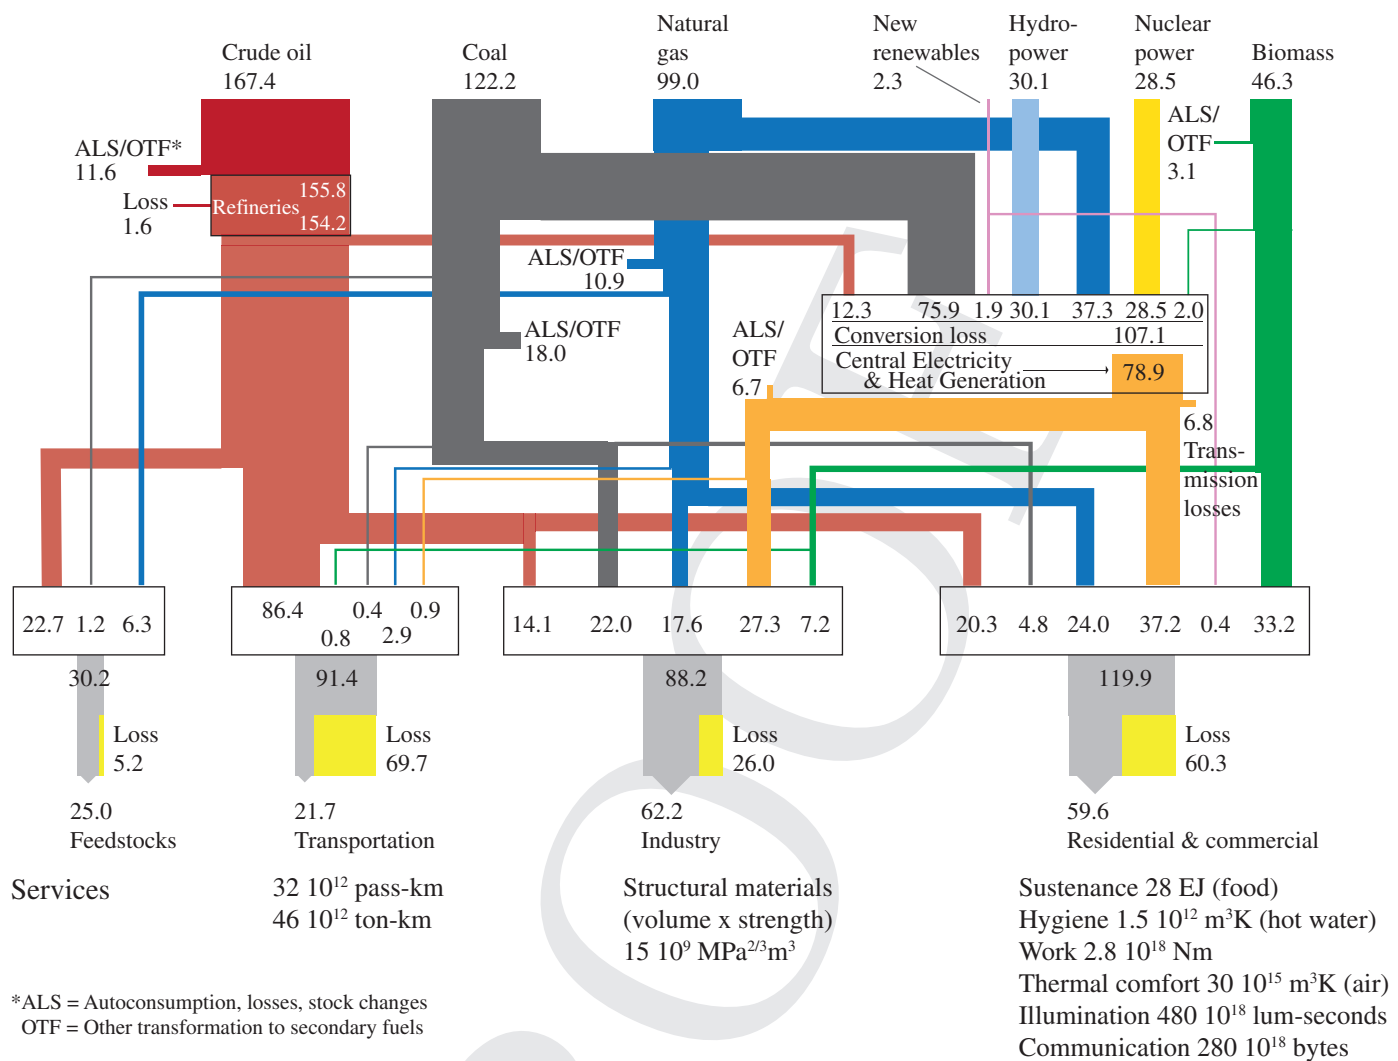 Crude oil
167.4
Coal
122.2
Natural
gas
99.0
New
renewables
2.3
Hydro-
power
30.1
Nuclear
power
28.5
Biomass
46.3
ALS/OTF*
11.6
Loss
1.6
155.8
Refineries
154.2
ALS/
OTF
3.1
ALS/OTF
10.9
ALS/OTF
18.0
ALS/
OTF
6.7
12.3 75.9 1.9 30.1 37.3 28.5 2.0
Conversion loss 107.1
Central Electricity
& Heat Generation
78.9
6.8
Trans-
mission
losses
22.7 1.2 6.3
86.4 0.8 0.4 2.9 0.9
14.1 22.0 17.6 27.3 7.2
20.3 4.8 24.0 37.2 0.4 33.2
30.2
91.4
88.2
119.9
Loss
5.2
Loss
69.7
Loss
26.0
Loss
60.3
25.0
Feedstocks
21.7
Transportation
62.2
Industry
59.6
Residential & commercial
Services
32 10¹² pass-km
46 10¹² ton-km
Structural materials
(volume x strength)
15 10⁹ MPa²ᐟ³m³
Sustenance 28 EJ (food)
Hygiene 1.5 10¹² m³K (hot water)
Work 2.8 10¹⁸ Nm
Thermal comfort 30 10¹⁵ m³K (air)
Illumination 480 10¹⁸ lum-seconds
Communication 280 10¹⁸ bytes
*ALS = Autoconsumption, losses, stock changes
OTF = Other transformation to secondary fuels